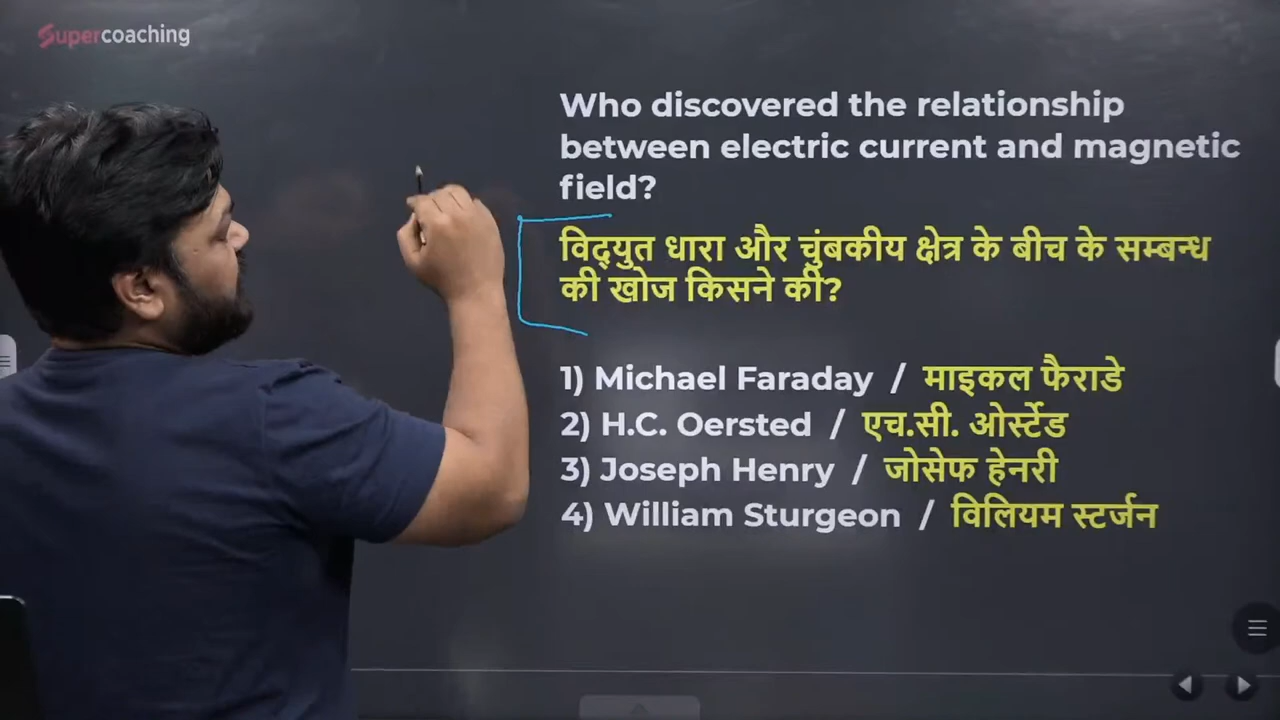 Supercoaching
Who discovered the relationship
between electric current and magnetic
field?
विद्युत धारा और चुंबकीय क्षेत्र के बीच के सम्बन्ध
की खोज किसने की?
1) Michael Faraday / माइकल फैराडे
2) H.C. Oersted / एच.सी. ओर्स्टेड
3) Joseph Henry / जोसेफ हेनरी
4) William Sturgeon / विलियम स्टर्जन